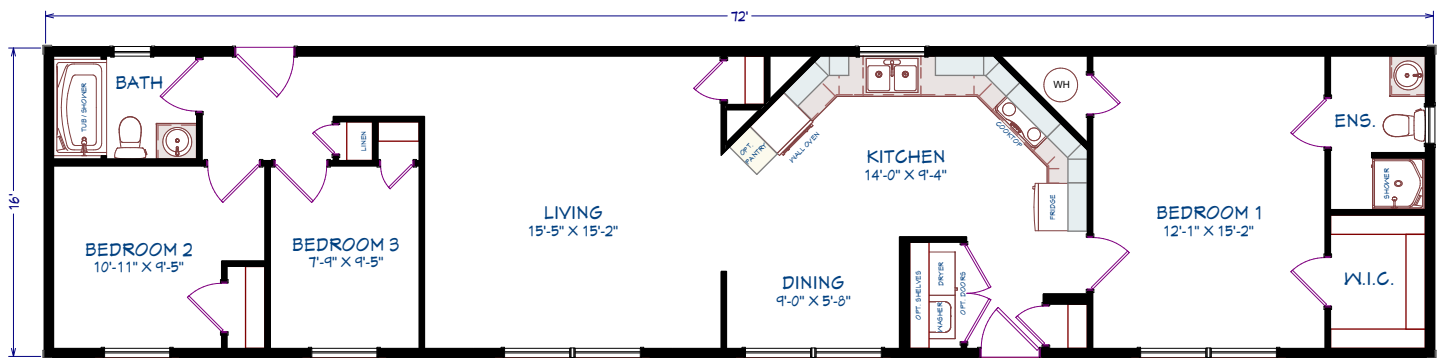 72'
16'
BATH
TUB / SHOWER
LINEN
BEDROOM 2
10'-11" X 9'-5"
BEDROOM 3
7'-9" X 9'-5"
LIVING
15'-5" X 15'-2"
OPT.
PANTRY
WALL OVEN
KITCHEN
14'-0" X 9'-4"
COOKTOP
FRIDGE
WH
DINING
9'-0" X 5'-8"
OPT. SHELVES
DRYER
WASHER
OPT. DOORS
BEDROOM 1
12'-1" X 15'-2"
ENS.
SHOWER
W.I.C.